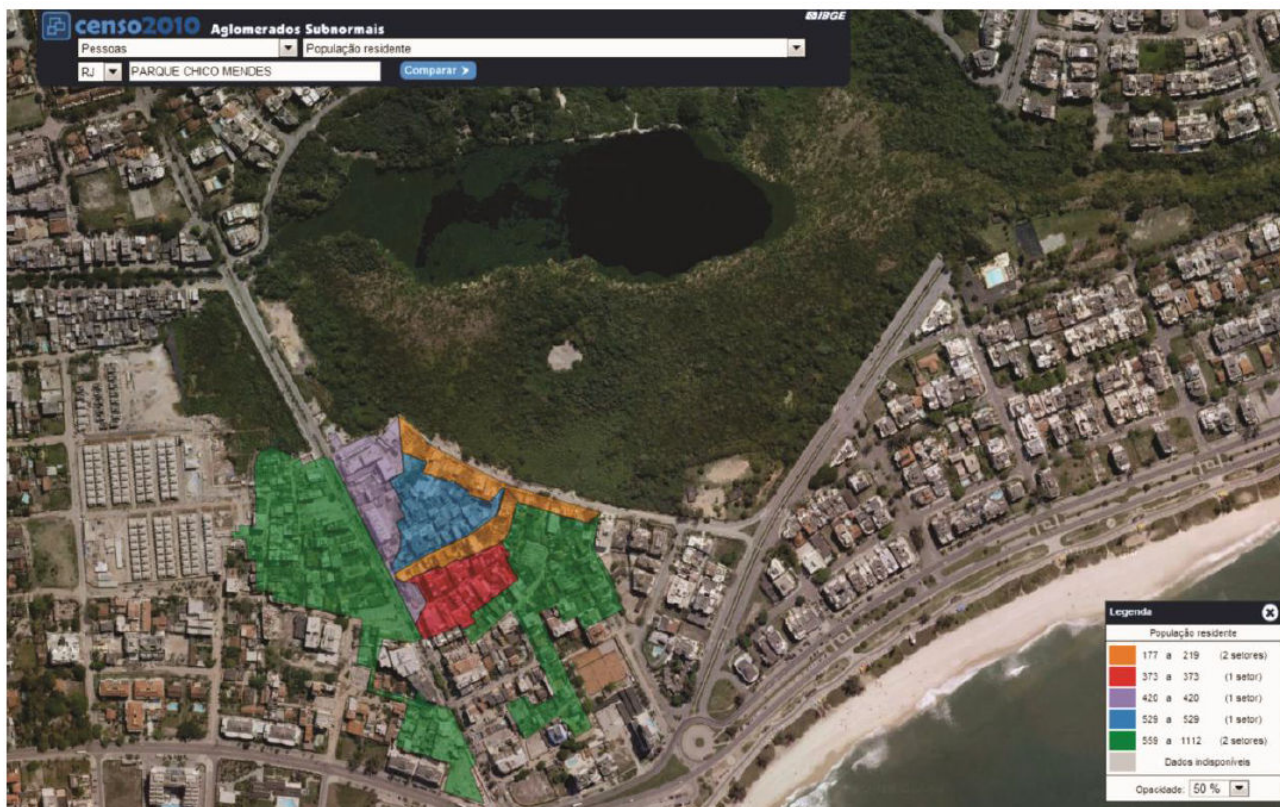 censo2010 Aglomerados Subnormais
IBGE
Pessoas
População residente
RJ
PARQUE CHICO MENDES
Comparar
Legenda
População residente
177 a 219 (2 setores)
373 a 373 (1 setor)
420 a 420 (1 setor)
529 a 529 (1 setor)
559 a 1112 (2 setores)
Dados indisponíveis
Opacidade: 50 %